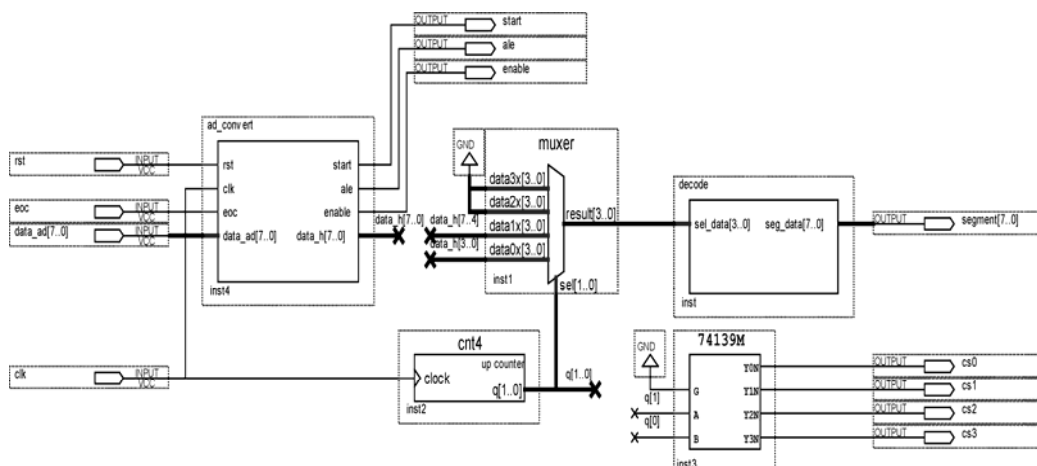 OUTPUT start
OUTPUT ale
OUTPUT enable
ad_convert
rst INPUT VCC
rst start
clk ale
eoc INPUT VCC
eoc enable
data_ad[7..0] INPUT VCC
data_ad[7..0] data_h[7..0]
inst4
data_h[7..0]
GND
muxer
data3x[3..0]
data2x[3..0]
data_h[7..4]
data1x[3..0]
data_h[3..0]
data0x[3..0]
result[3..0]
sel[1..0]
inst1
decode
sel_data[3..0] seg_data[7..0]
inst
OUTPUT segment[7..0]
clk INPUT VCC
cnt4
up counter
clock
q[1..0]
inst2
q[1..0]
GND
74139M
G
q[1]
A
q[0]
B
Y0N
Y1N
Y2N
Y3N
inst3
OUTPUT cs0
OUTPUT cs1
OUTPUT cs2
OUTPUT cs3